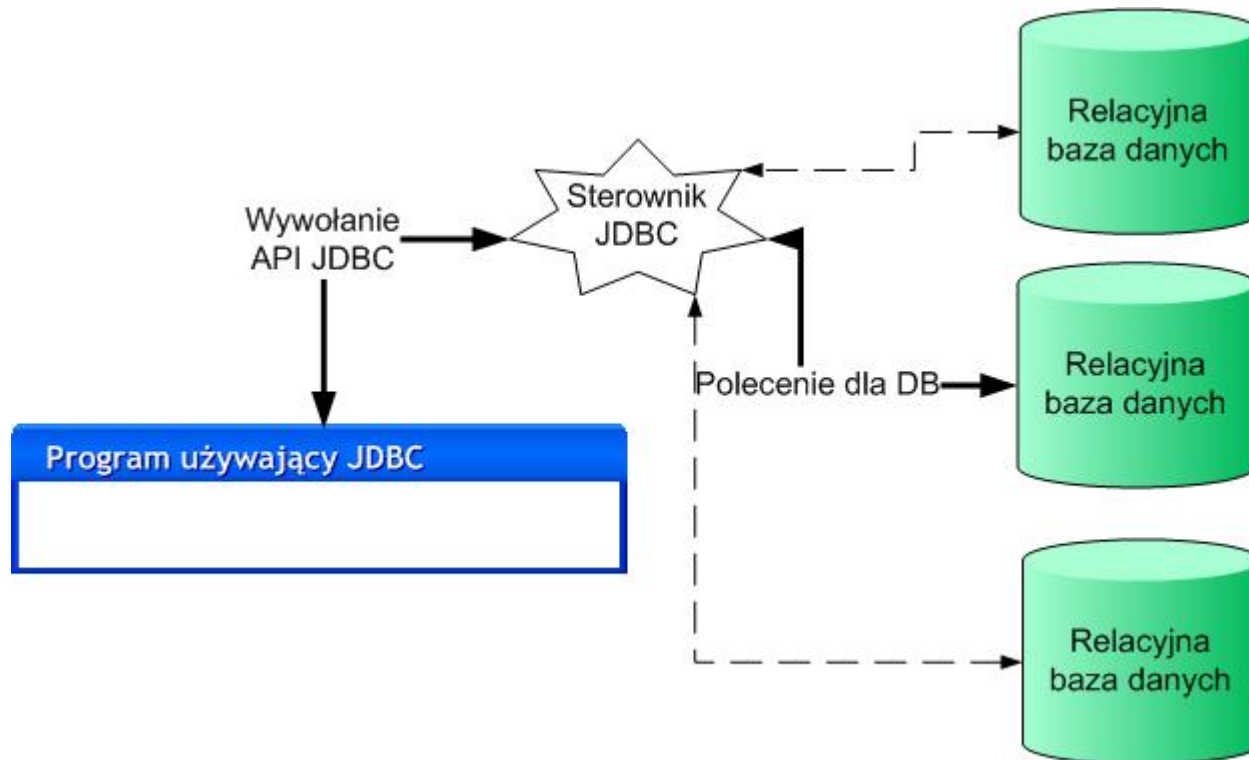 Relacyjna
baza danych
Sterownik
JDBC
Wywołanie
API JDBC
Polecenie dla DB
Relacyjna
baza danych
Program używający JDBC
Relacyjna
baza danych